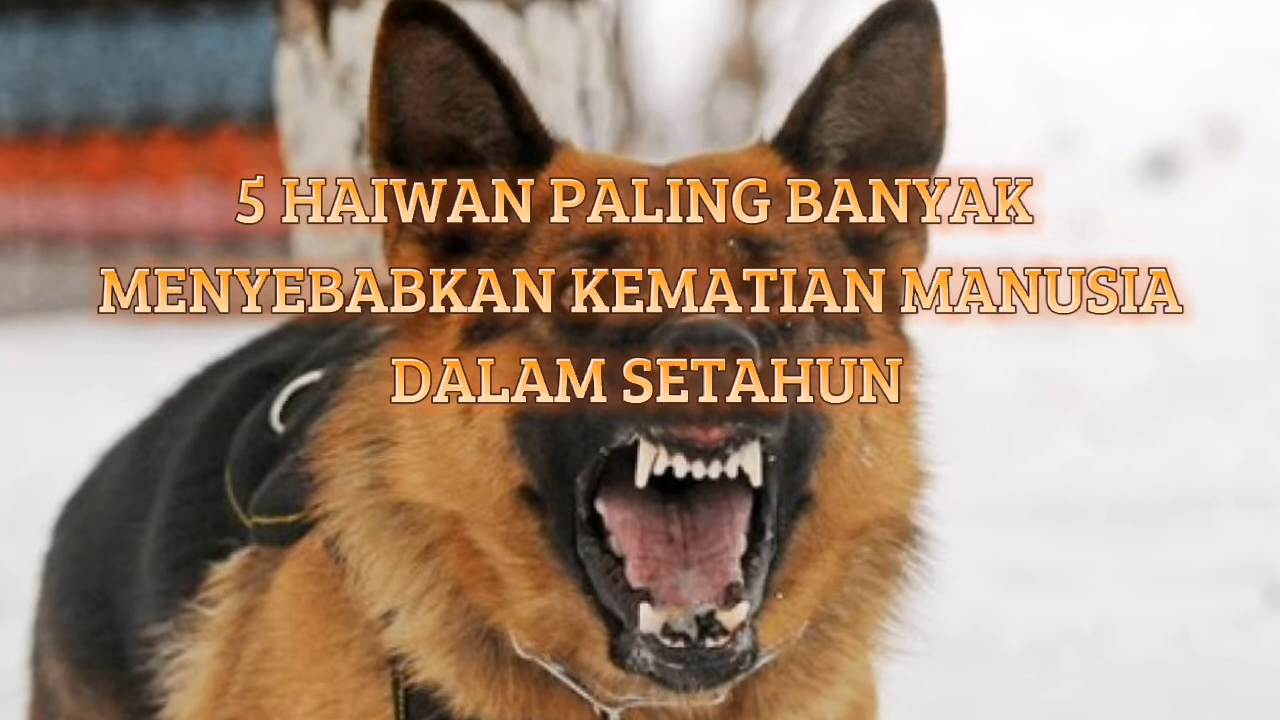 5 HAIWAN PALING BANYAK
MENYEBABKAN KEMATIAN MANUSIA
DALAM SETAHUN